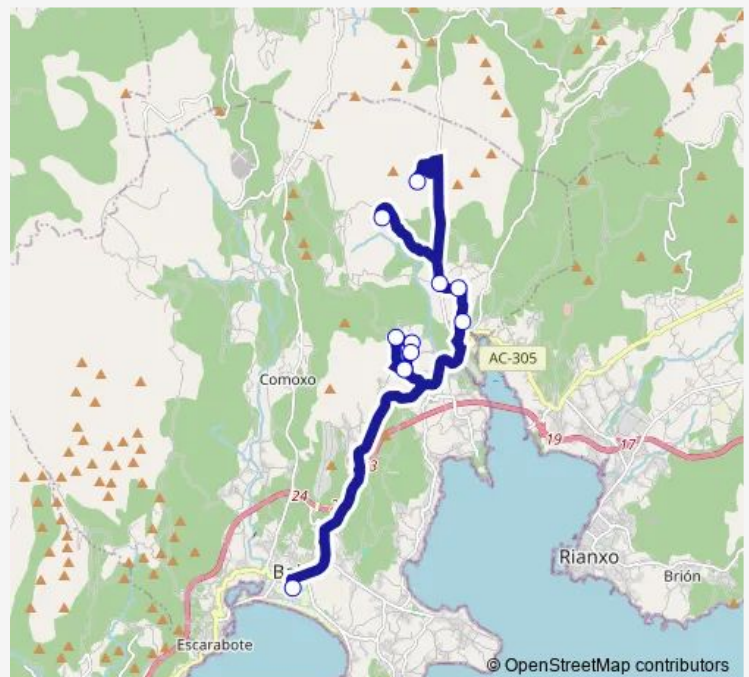 AC-305
Comoxo
19
17
3
24
Rianxo
Brión
Escarabote
© OpenStreetMap contributors